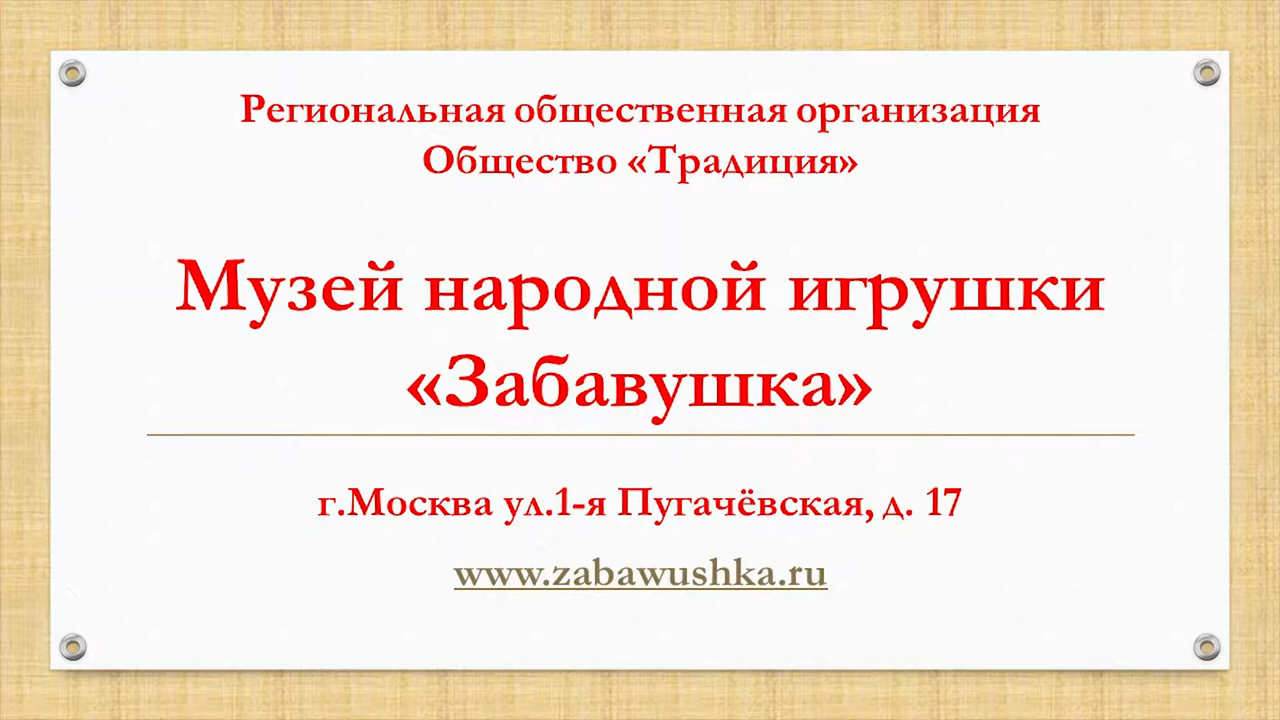 Региональная общественная организация
Общество «Традиция»
Музей народной игрушки
«Забавушка»
г.Москва ул.1-я Пугачёвская, д. 17
www.zabawushka.ru